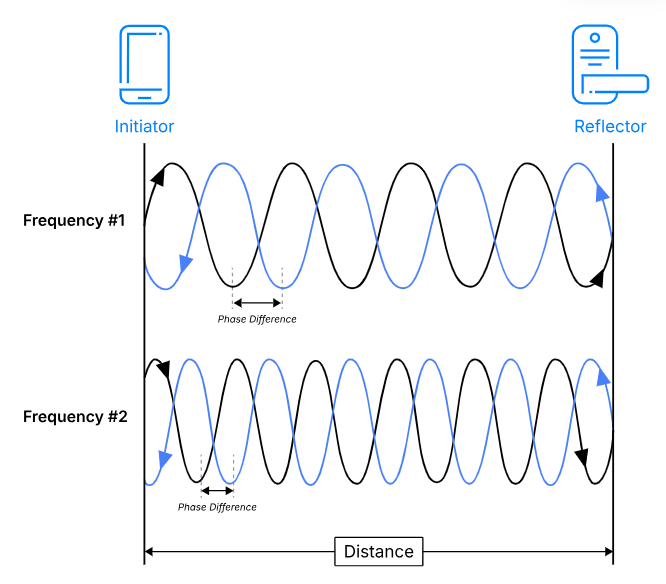 Initiator
Reflector
Frequency #1
Phase Difference
Frequency #2
Phase Difference
Distance